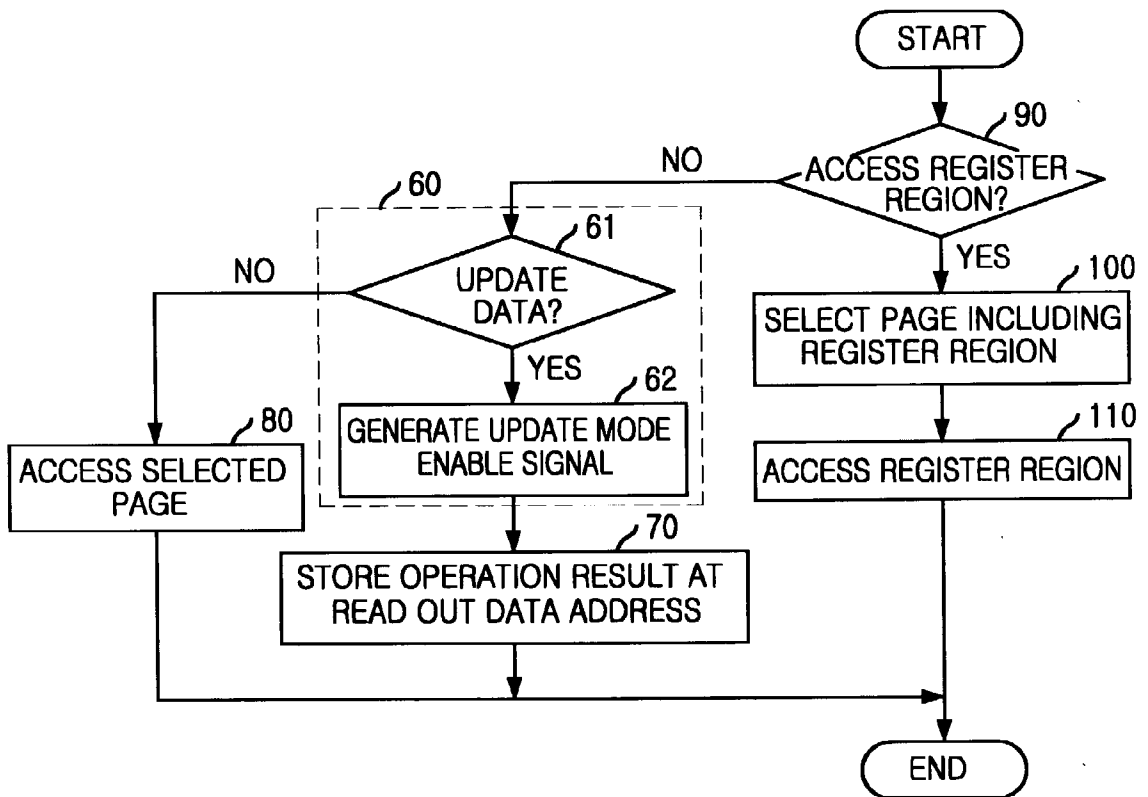 START
90
ACCESS REGISTER
REGION?
NO
YES
60
61
UPDATE
DATA?
NO
YES
100
SELECT PAGE INCLUDING
REGISTER REGION
62
GENERATE UPDATE MODE
ENABLE SIGNAL
80
ACCESS SELECTED
PAGE
110
ACCESS REGISTER REGION
70
STORE OPERATION RESULT AT
READ OUT DATA ADDRESS
END